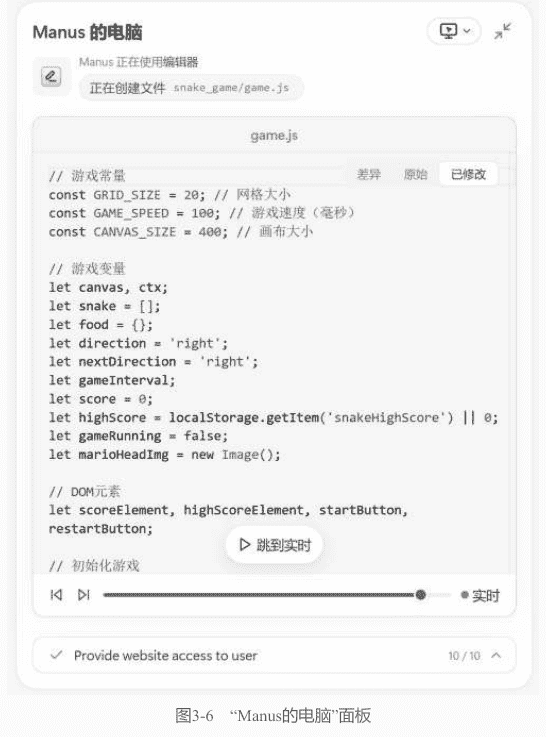 Manus 的电脑
Manus 正在使用编辑器
正在创建文件 snake_game/game.js
game.js
差异 原始 已修改
// 游戏常量
const GRID_SIZE = 20; // 网格大小
const GAME_SPEED = 100; // 游戏速度（毫秒）
const CANVAS_SIZE = 400; // 画布大小
// 游戏变量
let canvas, ctx;
let snake = [];
let food = {};
let direction = 'right';
let nextDirection = 'right';
let gameInterval;
let score = 0;
let highScore = localStorage.getItem('snakeHighScore') || 0;
let gameRunning = false;
let marioHeadImg = new Image();
// DOM元素
let scoreElement, highScoreElement, startButton,
restartButton;
跳到实时
// 初始化游戏
实时
Provide website access to user 10 / 10
图3-6 “Manus的电脑”面板